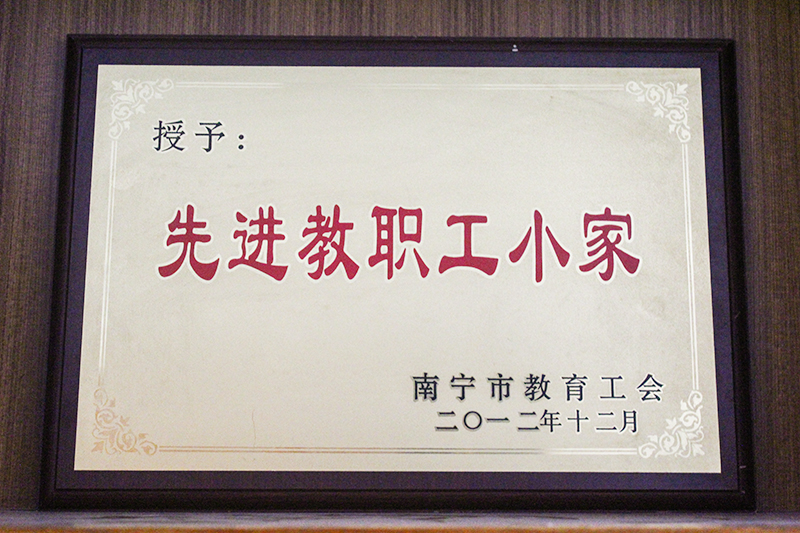 授予：
先进教职工小家
南宁市教育工会
二〇一二年十二月